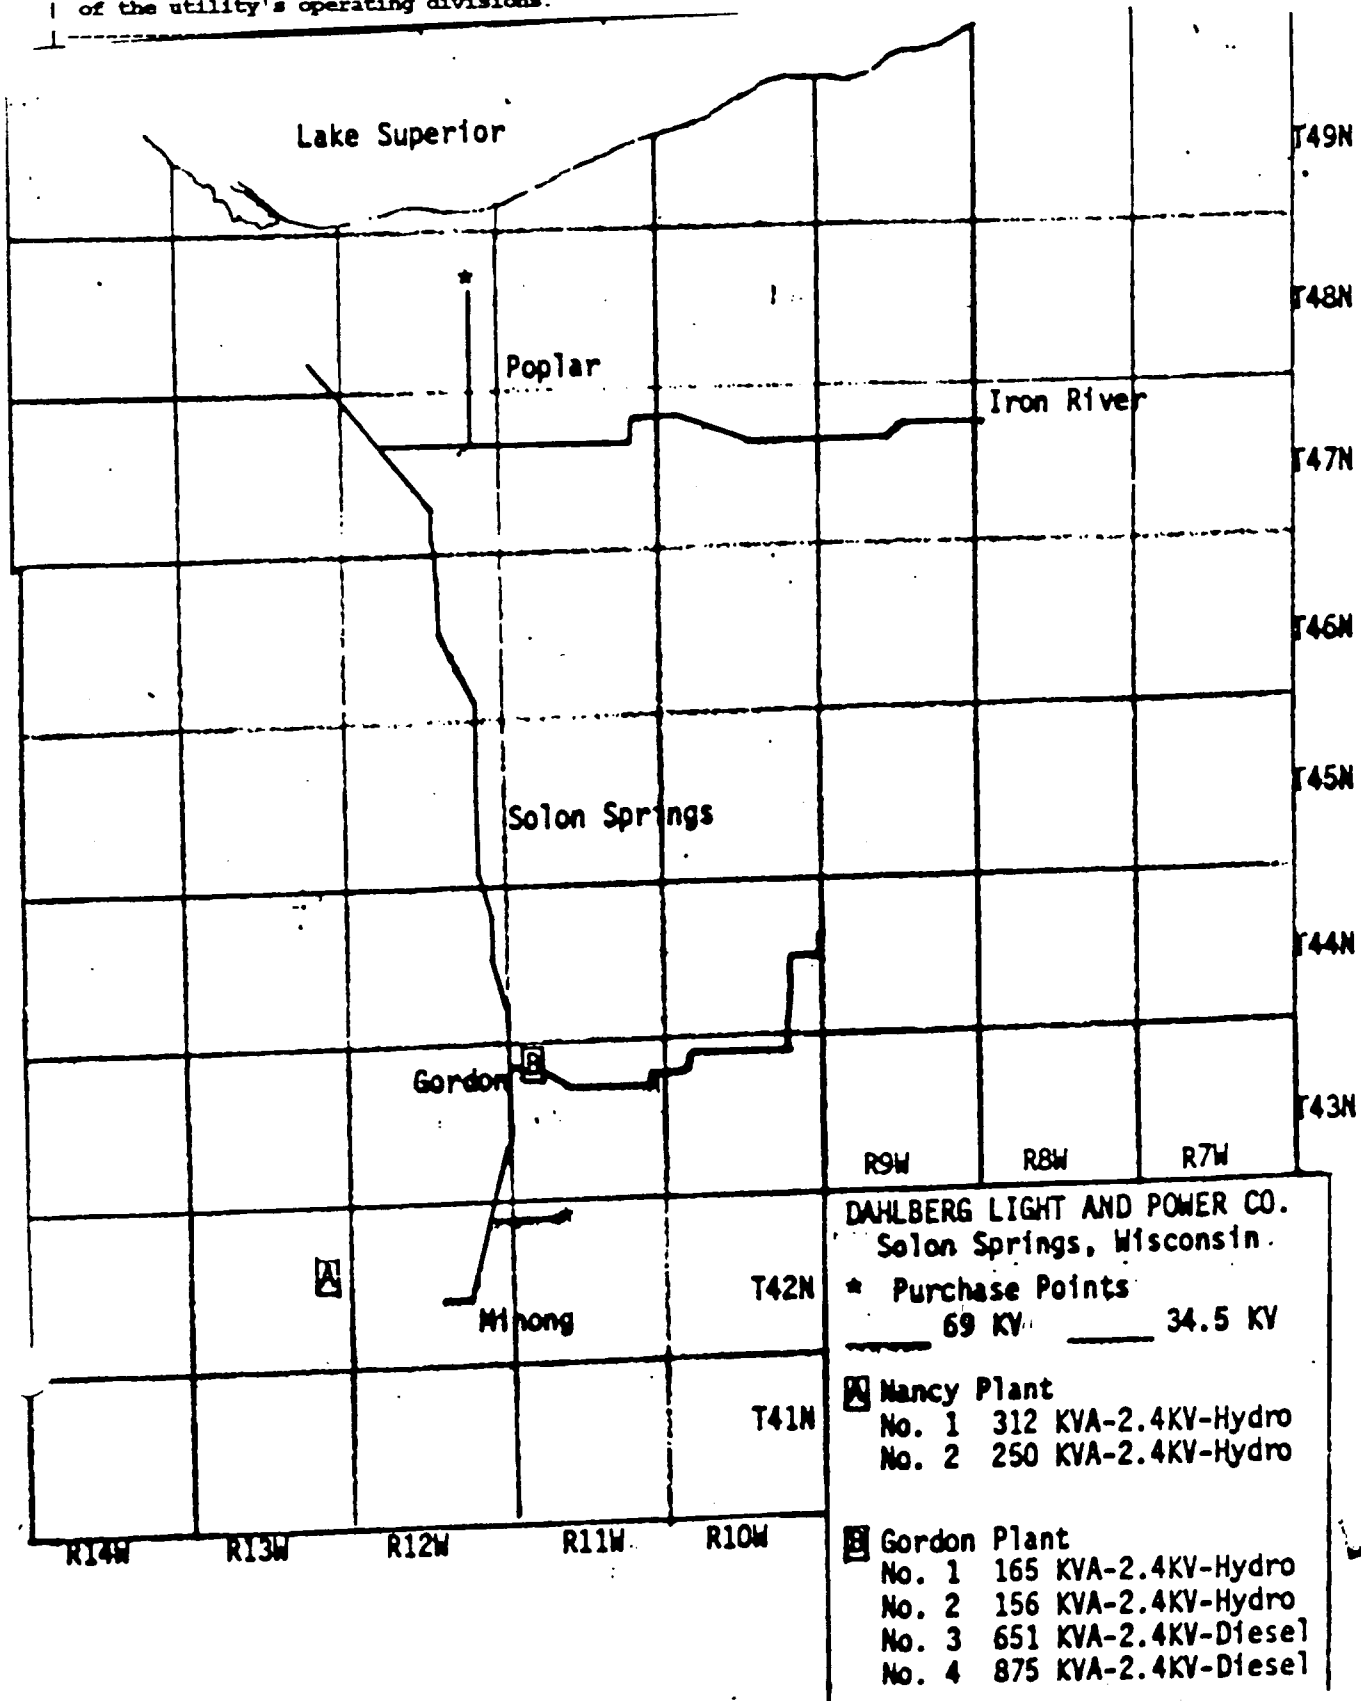 of the utility's operating divisions.
Lake Superior
T49N
*
T48N
Poplar
Iron River
T47N
T46N
T45N
Solon Springs
T44N
B
Gordon
T43N
R9W R8W R7W
*
A
Minong
T42N
T41N
R14W R13W R12W R11W R10W
DAHLBERG LIGHT AND POWER CO.
Solon Springs, Wisconsin
* Purchase Points
69 KV 34.5 KV
A Nancy Plant
No. 1 312 KVA-2.4KV-Hydro
No. 2 250 KVA-2.4KV-Hydro
B Gordon Plant
No. 1 165 KVA-2.4KV-Hydro
No. 2 156 KVA-2.4KV-Hydro
No. 3 651 KVA-2.4KV-Diesel
No. 4 875 KVA-2.4KV-Diesel